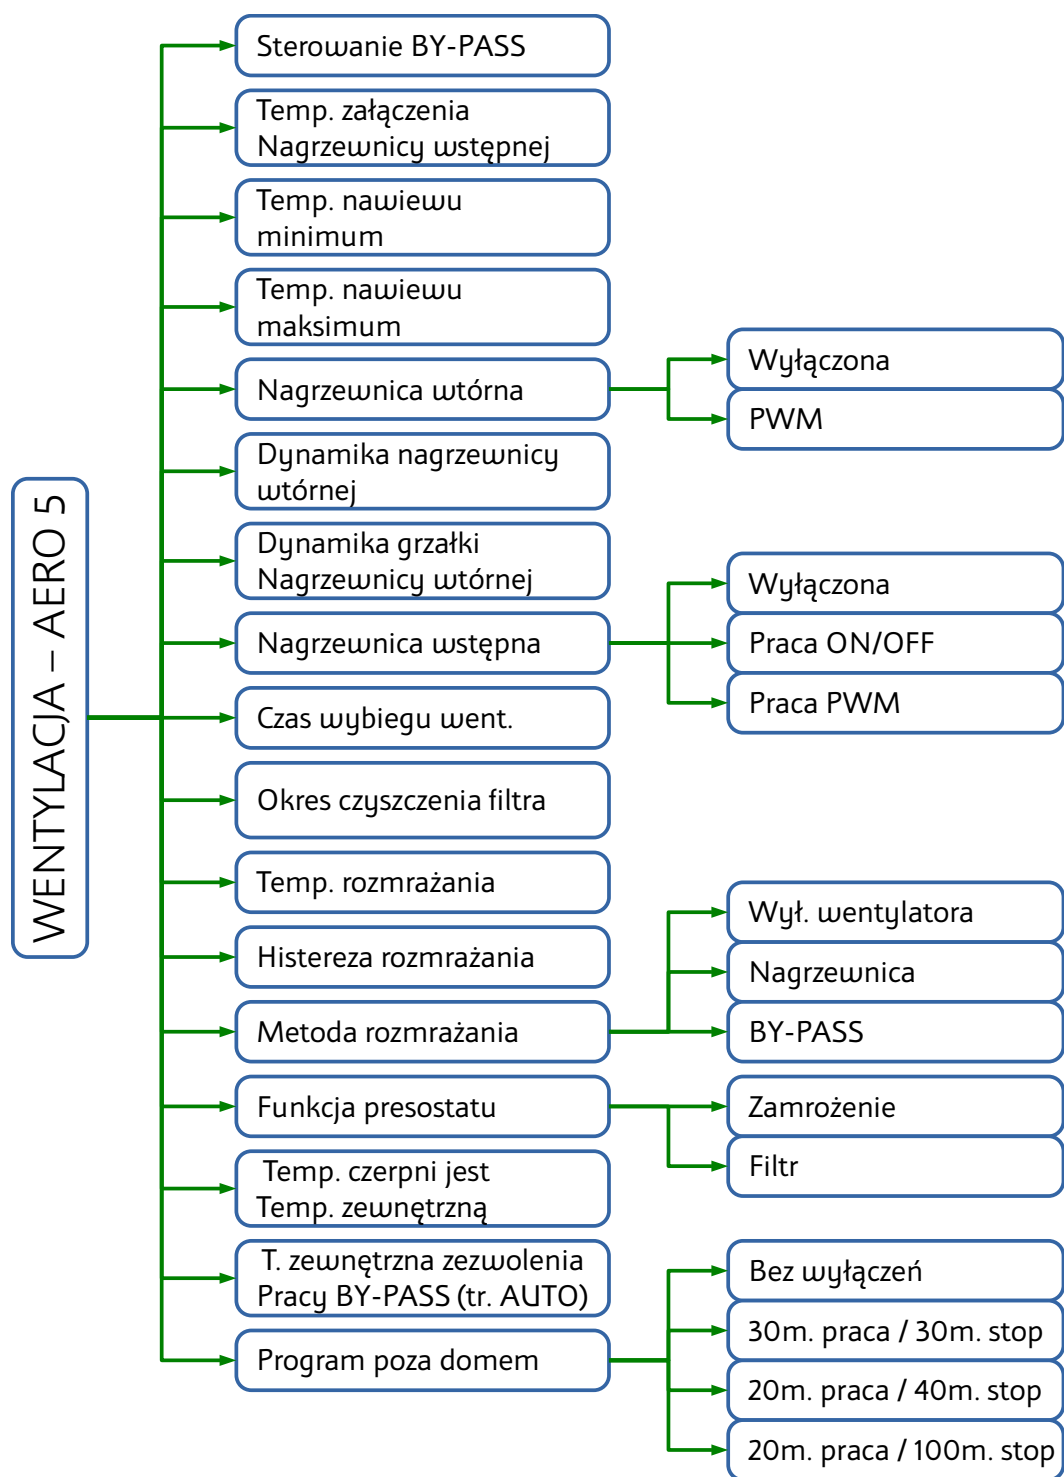 WENTYLACJA – AERO 5
Sterowanie BY-PASS
Temp. załączenia
Nagrzewnicy wstępnej
Temp. nawiewu
minimum
Temp. nawiewu
maksimum
Nagrzewnica wtórna
Wyłączona
PWM
Dynamika nagrzewnicy
wtórnej
Dynamika grzałki
Nagrzewnicy wtórnej
Nagrzewnica wstępna
Wyłączona
Praca ON/OFF
Praca PWM
Czas wybiegu went.
Okres czyszczenia filtra
Temp. rozmrażania
Histereza rozmrażania
Metoda rozmrażania
Wył. wentylatora
Nagrzewnica
BY-PASS
Funkcja presostatu
Zamrożenie
Filtr
Temp. czerpni jest
Temp. zewnętrzną
T. zewnętrzna zezwolenia
Pracy BY-PASS (tr. AUTO)
Program poza domem
Bez wyłączeń
30m. praca / 30m. stop
20m. praca / 40m. stop
20m. praca / 100m. stop